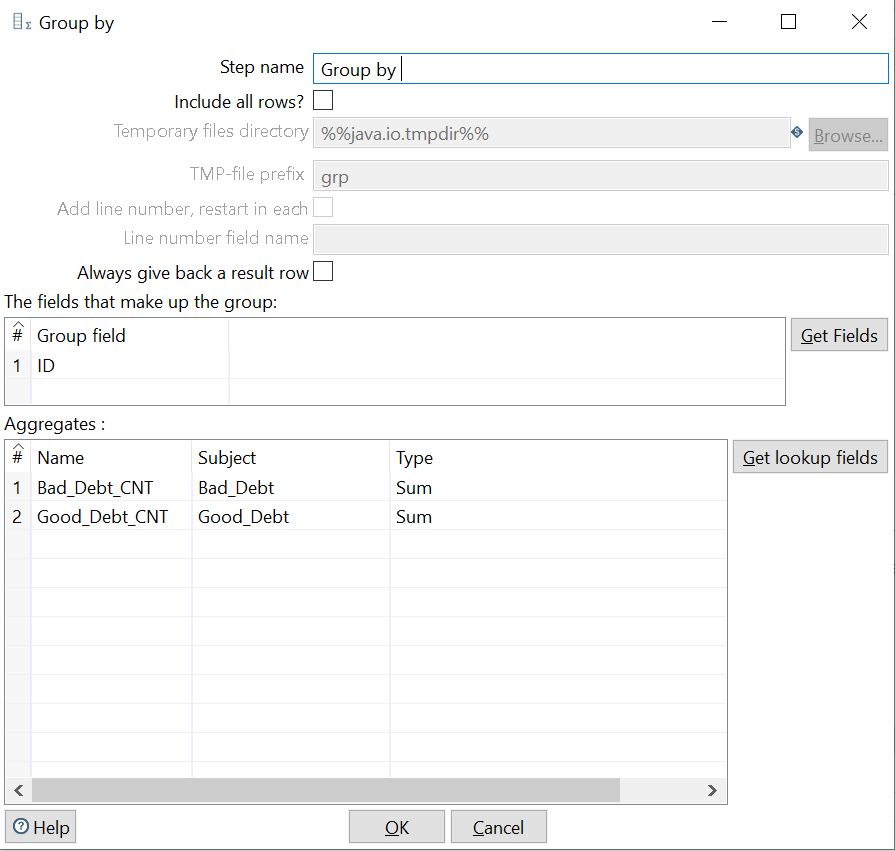 Group by
Step name Group by
Include all rows?
Temporary files directory %%java.io.tmpdir%% Browse...
TMP-file prefix grp
Add line number, restart in each
Line number field name
Always give back a result row
The fields that make up the group:
# Group field
1 ID
Get Fields
Aggregates :
# Name Subject Type
1 Bad_Debt_CNT Bad_Debt Sum
2 Good_Debt_CNT Good_Debt Sum
Get lookup fields
Help OK Cancel